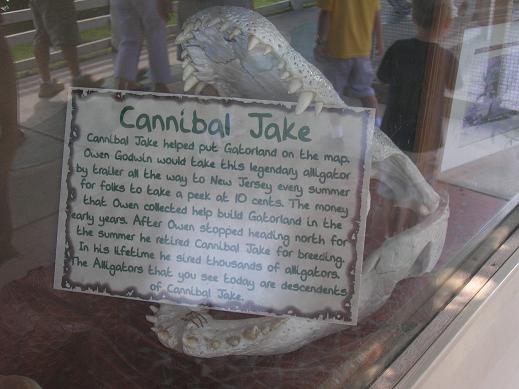 Cannibal Jake
Cannibal Jake helped put Gatorland on the map.
Owen Godwin would take this legendary alligator
by trailer all the way to New Jersey every summer
for folks to take a peek at 10 cents. The money
that Owen collected help build Gatorland in the
early years. After Owen stopped heading north for
the summer he retired Cannibal Jake for breeding.
In his lifetime he sired thousands of alligators.
The Alligators that you see today are descendents
of Cannibal Jake.